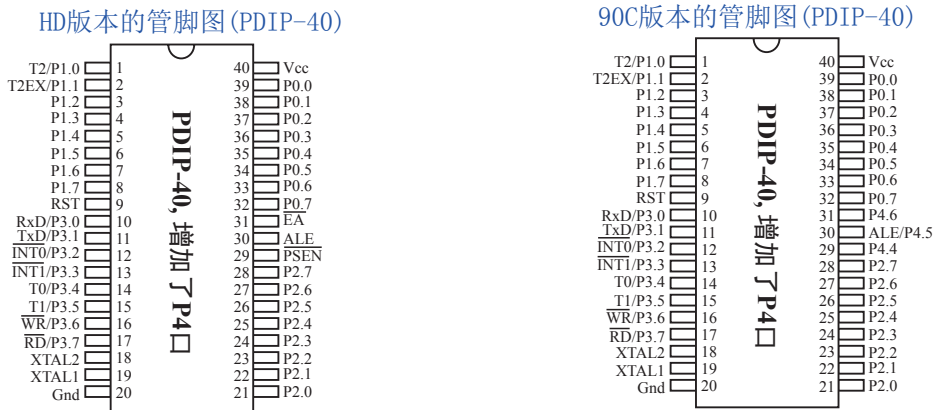 HD版本的管脚图(PDIP-40)
T2/P1.0 1 40 Vcc
T2EX/P1.1 2 39 P0.0
P1.2 3 38 P0.1
P1.3 4 37 P0.2
P1.4 5 36 P0.3
P1.5 6 35 P0.4
P1.6 7 34 P0.5
P1.7 8 33 P0.6
RST 9 32 P0.7
RxD/P3.0 10 31 EA
TxD/P3.1 11 30 ALE
INT0/P3.2 12 29 PSEN
INT1/P3.3 13 28 P2.7
T0/P3.4 14 27 P2.6
T1/P3.5 15 26 P2.5
WR/P3.6 16 25 P2.4
RD/P3.7 17 24 P2.3
XTAL2 18 23 P2.2
XTAL1 19 22 P2.1
Gnd 20 21 P2.0
PDIP-40, 增加了P4口
90C版本的管脚图(PDIP-40)
T2/P1.0 1 40 Vcc
T2EX/P1.1 2 39 P0.0
P1.2 3 38 P0.1
P1.3 4 37 P0.2
P1.4 5 36 P0.3
P1.5 6 35 P0.4
P1.6 7 34 P0.5
P1.7 8 33 P0.6
RST 9 32 P0.7
RxD/P3.0 10 31 P4.6
TxD/P3.1 11 30 ALE/P4.5
INT0/P3.2 12 29 P4.4
INT1/P3.3 13 28 P2.7
T0/P3.4 14 27 P2.6
T1/P3.5 15 26 P2.5
WR/P3.6 16 25 P2.4
RD/P3.7 17 24 P2.3
XTAL2 18 23 P2.2
XTAL1 19 22 P2.1
Gnd 20 21 P2.0
PDIP-40, 增加了P4口